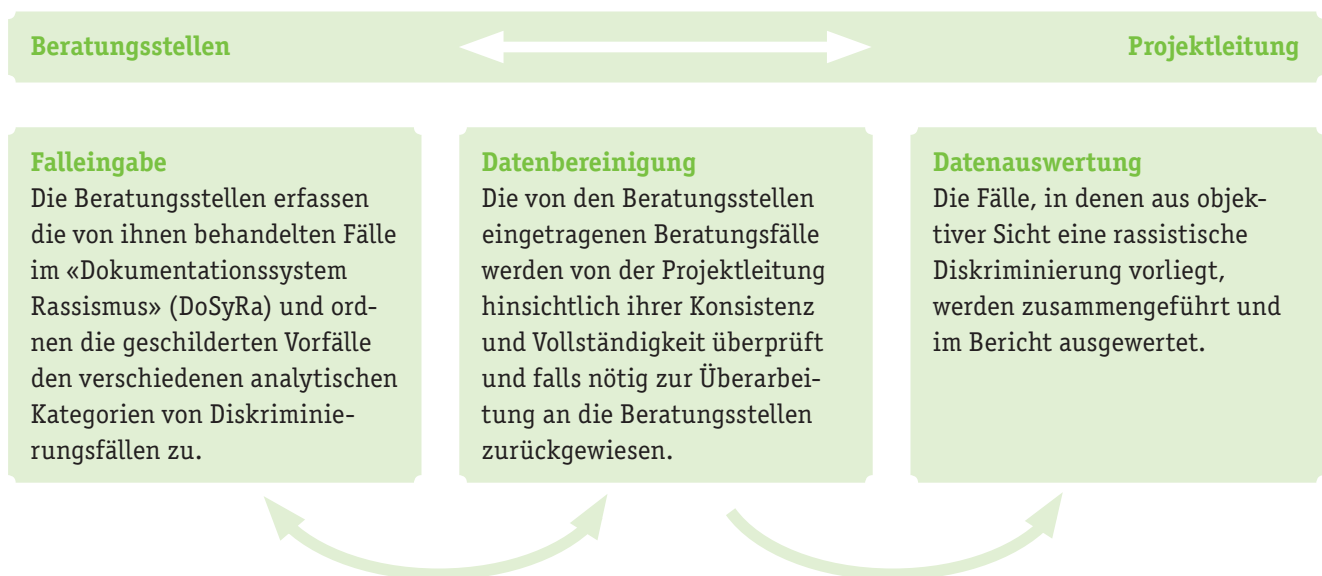 Beratungsstellen
Projektleitung
Falleingabe
Die Beratungsstellen erfassen
die von ihnen behandelten Fälle
im «Dokumentationssystem
Rassismus» (DoSyRa) und ord-
nen die geschilderten Vorfälle
den verschiedenen analytischen
Kategorien von Diskriminie-
rungsfällen zu.
Datenbereinigung
Die von den Beratungsstellen
eingetragenen Beratungsfälle
werden von der Projektleitung
hinsichtlich ihrer Konsistenz
und Vollständigkeit überprüft
und falls nötig zur Überarbei-
tung an die Beratungsstellen
zurückgewiesen.
Datenauswertung
Die Fälle, in denen aus objek-
tiver Sicht eine rassistische
Diskriminierung vorliegt,
werden zusammengeführt und
im Bericht ausgewertet.